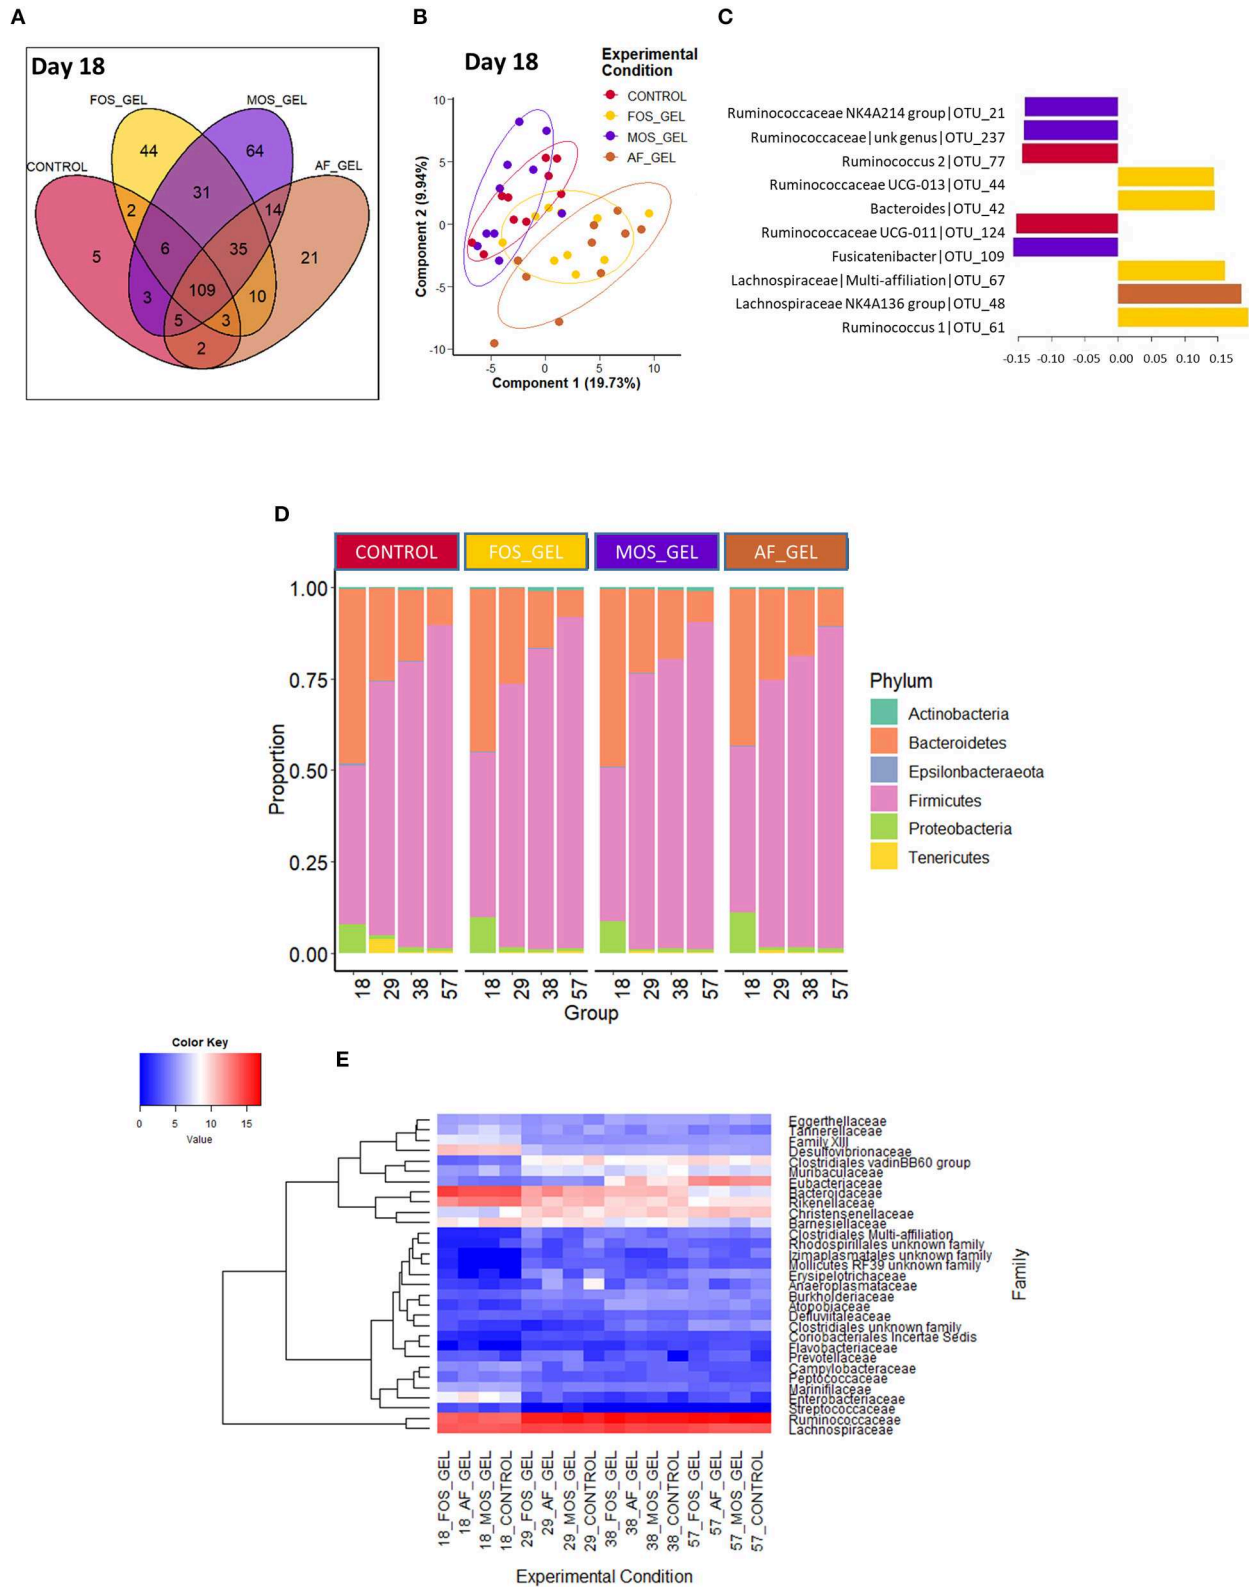 A
Day 18
FOS_GEL
MOS_GEL
CONTROL
AF_GEL
44
64
31
2
14
5
6
35
21
3
109
10
5
3
2
B
Day 18
Experimental
Condition
CONTROL
FOS_GEL
MOS_GEL
AF_GEL
Component 2 (9.94%)
10
5
0
-5
-10
-5
0
5
10
Component 1 (19.73%)
C
Ruminococcaceae NK4A214 group|OTU_21
Ruminococcaceae|unk genus|OTU_237
Ruminococcus 2|OTU_77
Ruminococcaceae UCG-013|OTU_44
Bacteroides|OTU_42
Ruminococcaceae UCG-011|OTU_124
Fusicatenibacter|OTU_109
Lachnospiraceae|Multi-affiliation|OTU_67
Lachnospiraceae NK4A136 group|OTU_48
Ruminococcus 1|OTU_61
-0.15 -0.10 -0.05 0.00 0.05 0.10 0.15
D
CONTROL
FOS_GEL
MOS_GEL
AF_GEL
Proportion
1.00
0.75
0.50
0.25
0.00
18 29 38 57
18 29 38 57
18 29 38 57
18 29 38 57
Group
Phylum
Actinobacteria
Bacteroidetes
Epsilonbacteraeota
Firmicutes
Proteobacteria
Tenericutes
E
Color Key
0 5 10 15
Value
Eggerthellaceae
Tannerellaceae
Family XIII
Desulfovibrionaceae
Clostridiales vadinBB60 group
Muribaculaceae
Eubacteriaceae
Bacteroidaceae
Rikenellaceae
Christensenellaceae
Barnesiellaceae
Clostridiales Multi-affiliation
Rhodospirillales unknown family
Izimaplasmatales unknown family
Mollicutes RF39 unknown family
Erysipelotrichaceae
Anaeroplasmataceae
Burkholderiaceae
Atopobiaceae
Defluviitaleaceae
Clostridiales unknown family
Coriobacteriales Incertae Sedis
Flavobacteriaceae
Prevotellaceae
Campylobacteraceae
Peptococcaceae
Marinifilaceae
Enterobacteriaceae
Streptococcaceae
Ruminococcaceae
Lachnospiraceae
Family
18_FOS_GEL
18_AF_GEL
18_MOS_GEL
18_CONTROL
29_FOS_GEL
29_AF_GEL
29_MOS_GEL
29_CONTROL
38_FOS_GEL
38_AF_GEL
38_MOS_GEL
38_CONTROL
57_FOS_GEL
57_AF_GEL
57_MOS_GEL
57_CONTROL
Experimental Condition